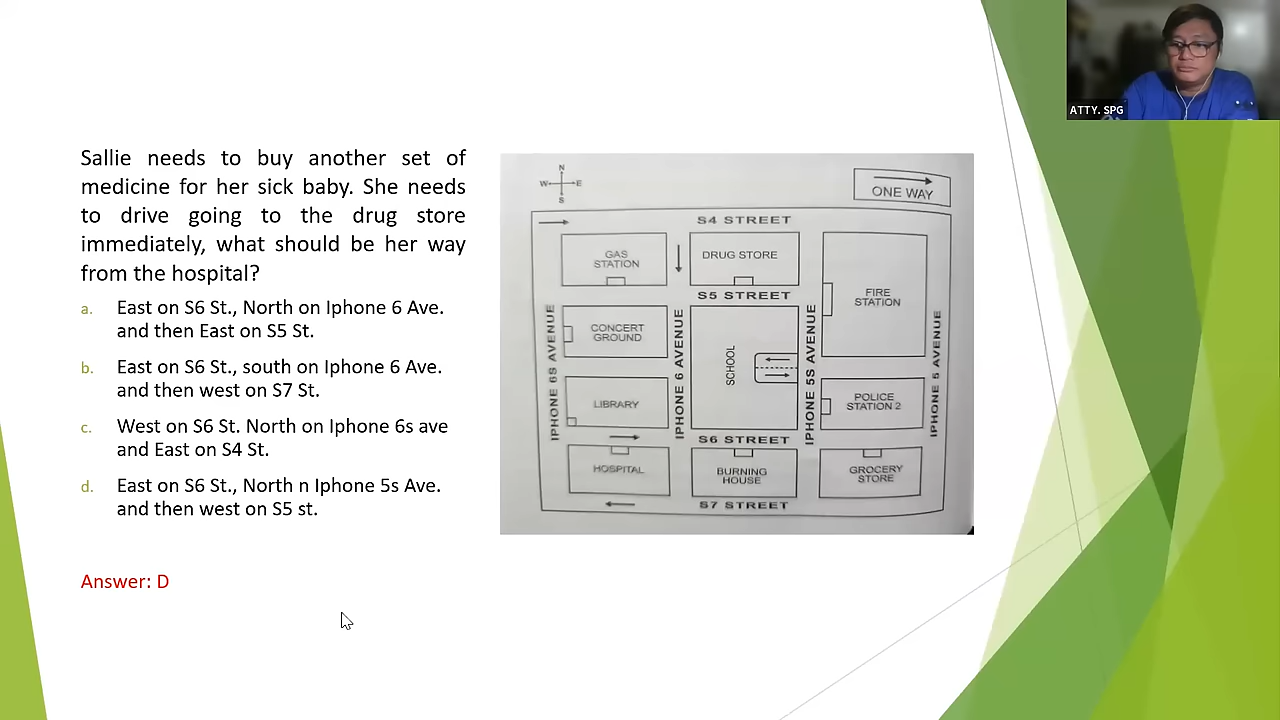 ATTY. SPG
Sallie needs to buy another set of
medicine for her sick baby. She needs
to drive going to the drug store
immediately, what should be her way
from the hospital?
a. East on S6 St., North on Iphone 6 Ave.
and then East on S5 St.
b. East on S6 St., south on Iphone 6 Ave.
and then west on S7 St.
c. West on S6 St. North on Iphone 6s ave
and East on S4 St.
d. East on S6 St., North n Iphone 5s Ave.
and then west on S5 st.
Answer: D
N
W E
S
ONE WAY
S4 STREET
GAS
STATION
DRUG STORE
FIRE
STATION
S5 STREET
IPHONE 6S AVENUE
CONCERT
GROUND
IPHONE 6 AVENUE
SCHOOL
IPHONE 5S AVENUE
IPHONE 5 AVENUE
LIBRARY
POLICE
STATION 2
S6 STREET
HOSPITAL
BURNING
HOUSE
GROCERY
STORE
S7 STREET